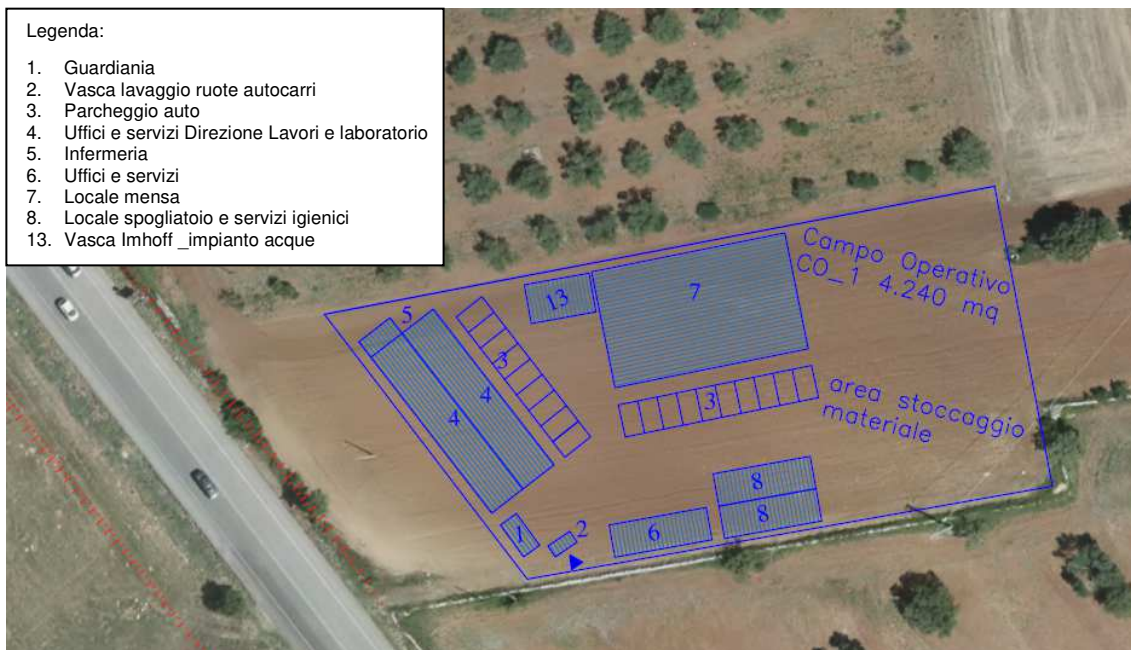 Legenda:
1. Guardiania
2. Vasca lavaggio ruote autocarri
3. Parcheggio auto
4. Uffici e servizi Direzione Lavori e laboratorio
5. Infermeria
6. Uffici e servizi
7. Locale mensa
8. Locale spogliatoio e servizi igienici
13. Vasca Imhoff _impianto acque
Campo Operativo
CO_1 4.240 mq
13
7
5
3
4
4
3
area stoccaggio
materiale
8
8
6
1
2